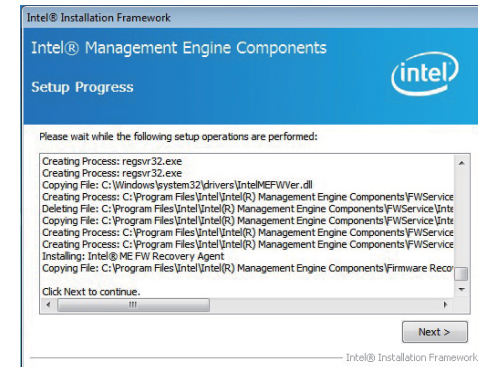 Intel® Installation Framework
Intel® Management Engine Components
intel
Setup Progress
Please wait while the following setup operations are performed:
Creating Process: regsvr32.exe
Creating Process: regsvr32.exe
Copying File: C:\Windows\system32\drivers\IntelMEFWVer.dll
Creating Process: C:\Program Files\Intel\Intel(R) Management Engine Components\FWService
Deleting File: C:\Program Files\Intel\Intel(R) Management Engine Components\FWService\Inte
Copying File: C:\Program Files\Intel\Intel(R) Management Engine Components\FWService\Inte
Creating Process: C:\Program Files\Intel\Intel(R) Management Engine Components\FWService
Creating Process: C:\Program Files\Intel\Intel(R) Management Engine Components\FWService
Installing: Intel® ME FW Recovery Agent
Copying File: C:\Program Files\Intel\Intel(R) Management Engine Components\Firmware Reco
Click Next to continue.
Next >
Intel® Installation Framework